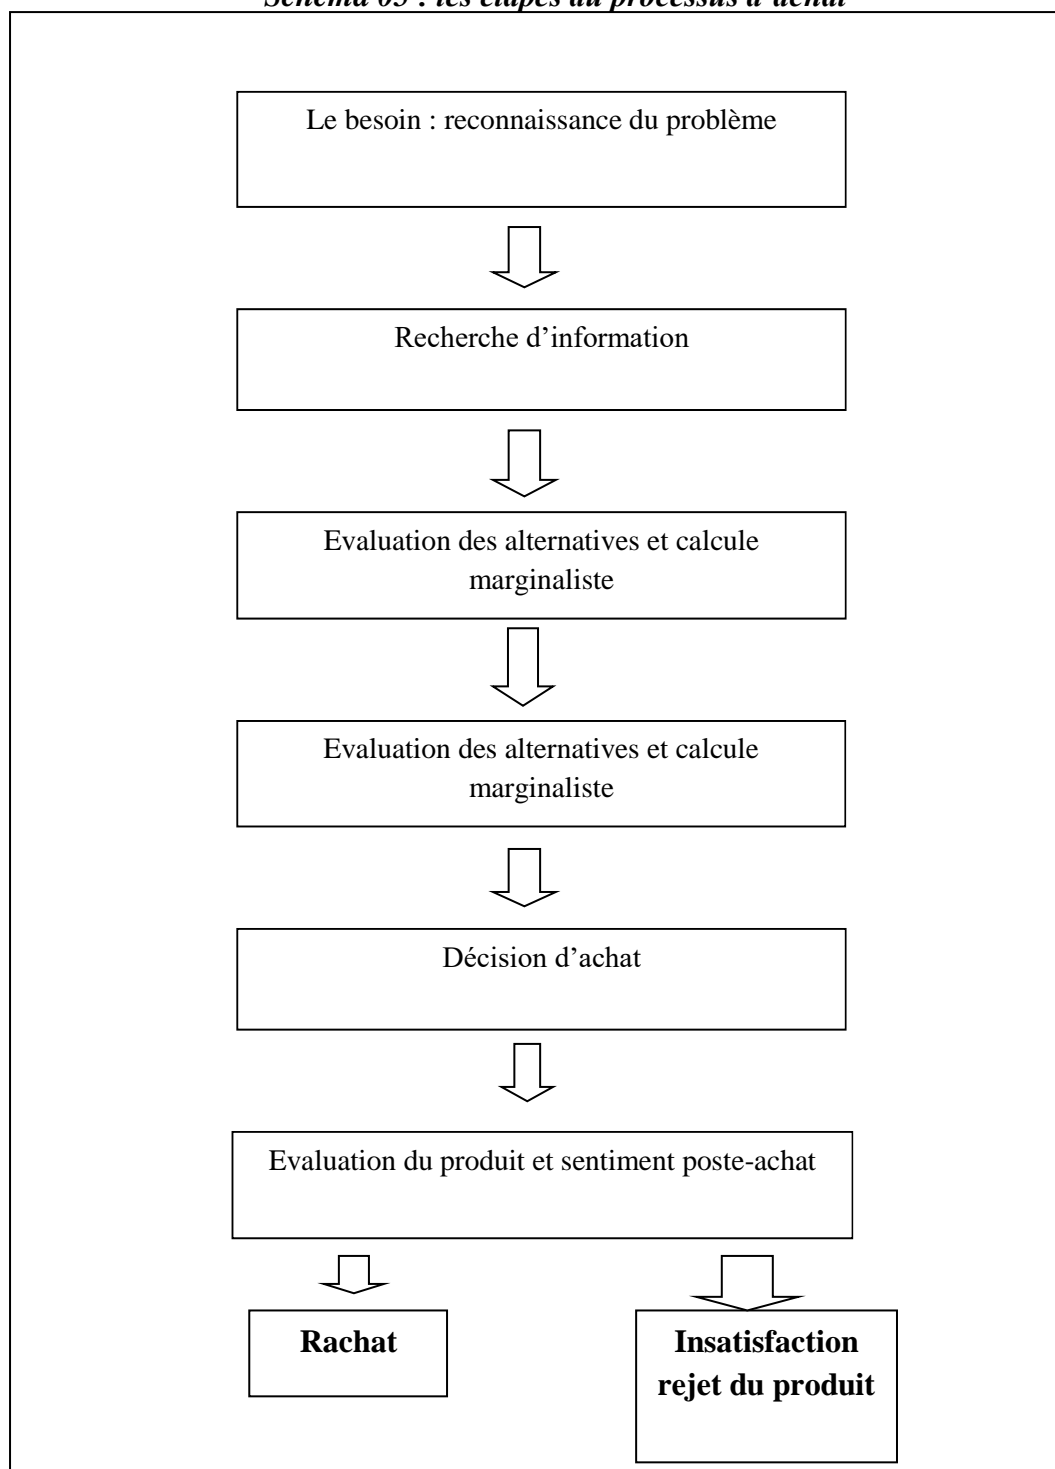 Schéma 03 : les étapes du processus d'achat
Le besoin : reconnaissance du problème
Recherche d’information
Evaluation des alternatives et calcule
marginaliste
Evaluation des alternatives et calcule
marginaliste
Décision d’achat
Evaluation du produit et sentiment poste-achat
Rachat
Insatisfaction
rejet du produit